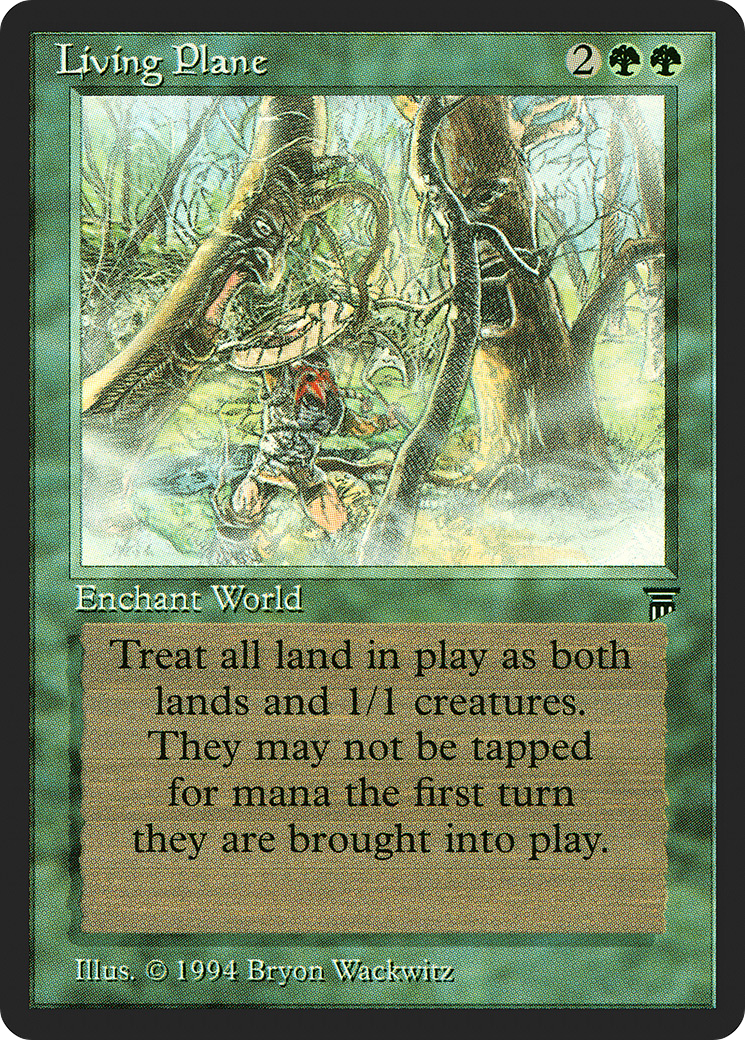 Living Plane
2
Enchant World
Treat all land in play as both
lands and 1/1 creatures.
They may not be tapped
for mana the first turn
they are brought into play.
Illus. © 1994 Bryon Wackwitz